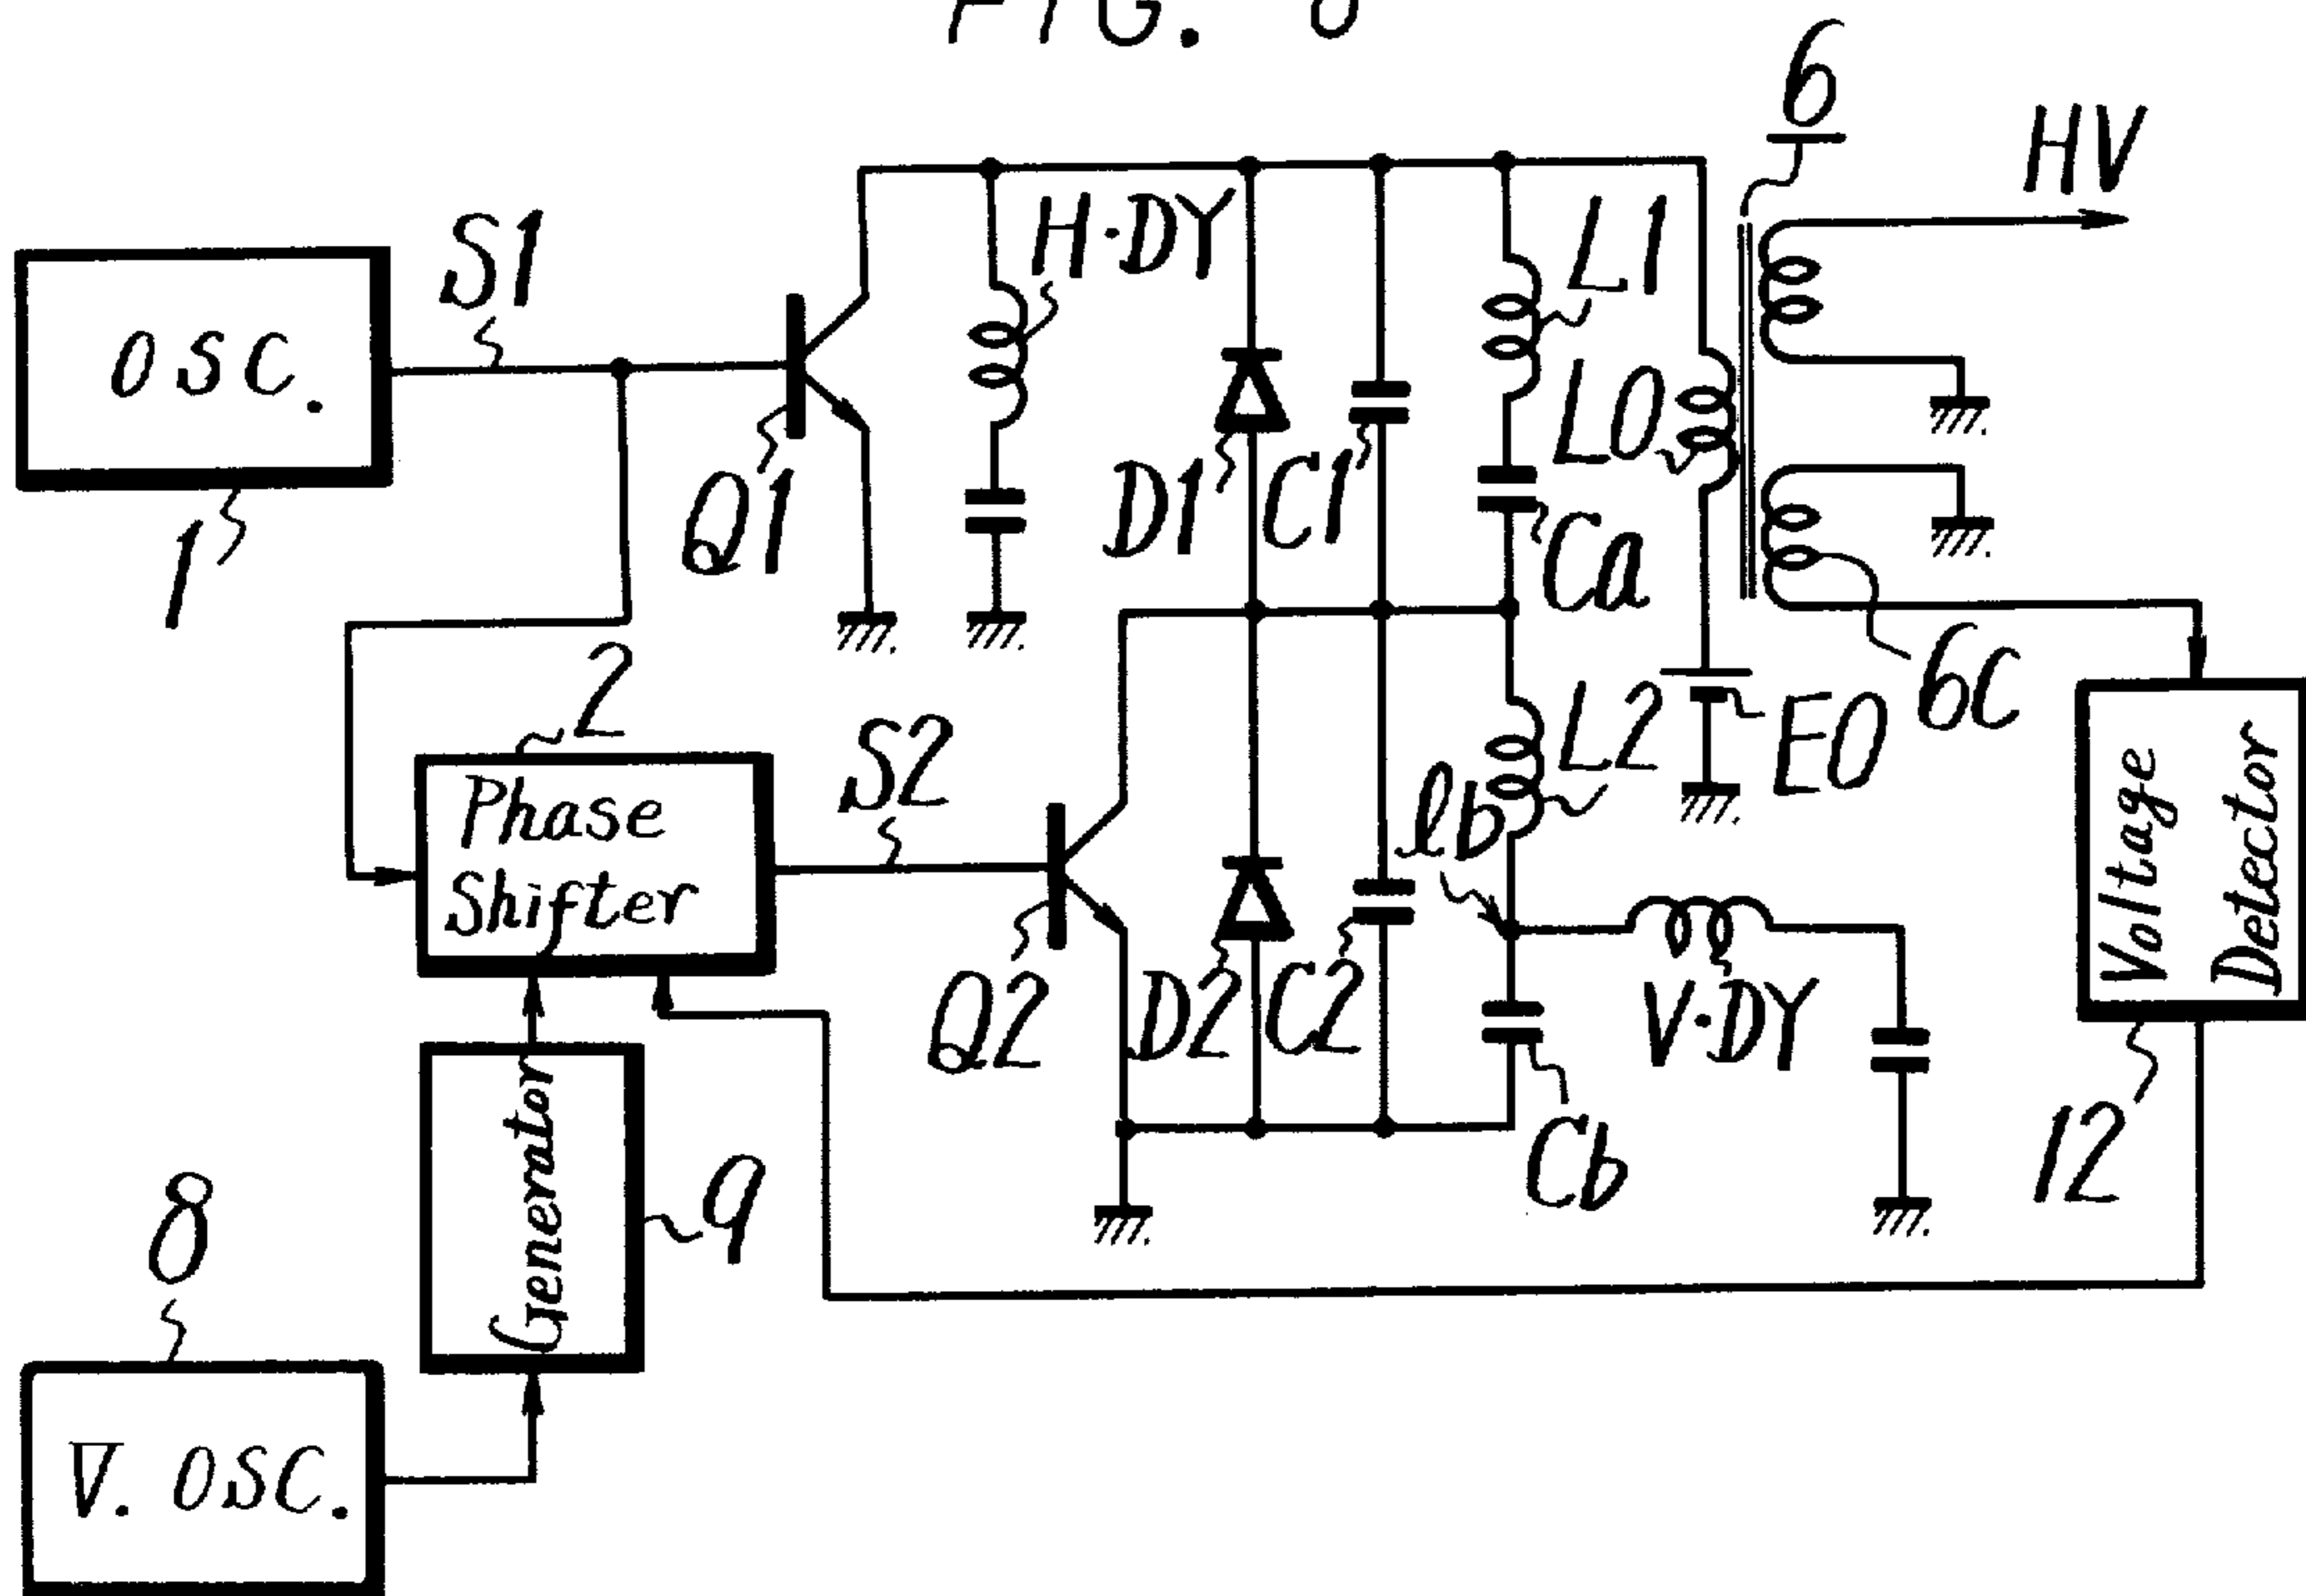 FIG.
6
HV
S1
H·DY
L1
OSC.
L0
D1
C1
Q1
Ca
1
2
6C
S2
L2
E0
Phase
Shifter
lb
Voltage
Detector
Q2
D2
C2
V·DY
Generator
9
Cb
12
8
V. OSC.